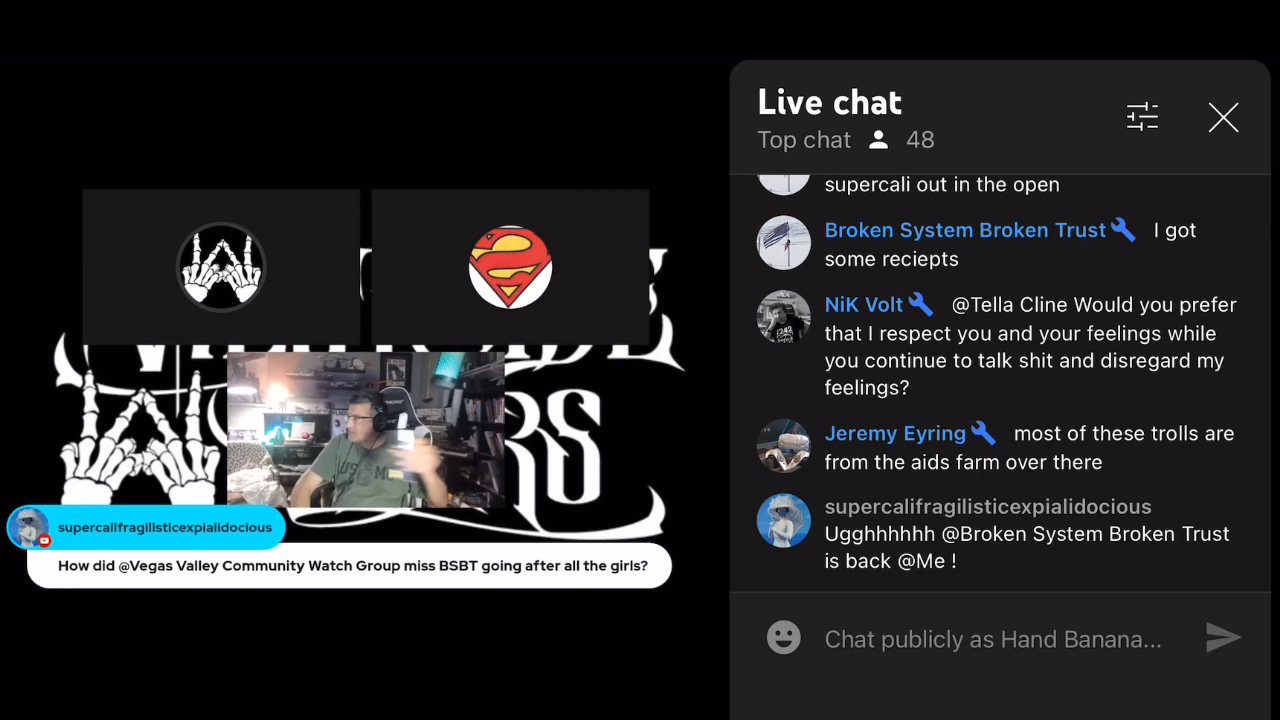 Live chat
Top chat 48
supercali out in the open
Broken System Broken Trust I got
some reciepts
NiK Volt @Tella Cline Would you prefer
that I respect you and your feelings while
you continue to talk shit and disregard my
feelings?
Jeremy Eyring most of these trolls are
from the aids farm over there
supercalifragilisticexpialidocious
Ugghhhhhh @Broken System Broken Trust
is back @Me !
Chat publicly as Hand Banana...
supercalifragilisticexpialidocious
How did @Vegas Valley Community Watch Group miss BSBT going after all the girls?